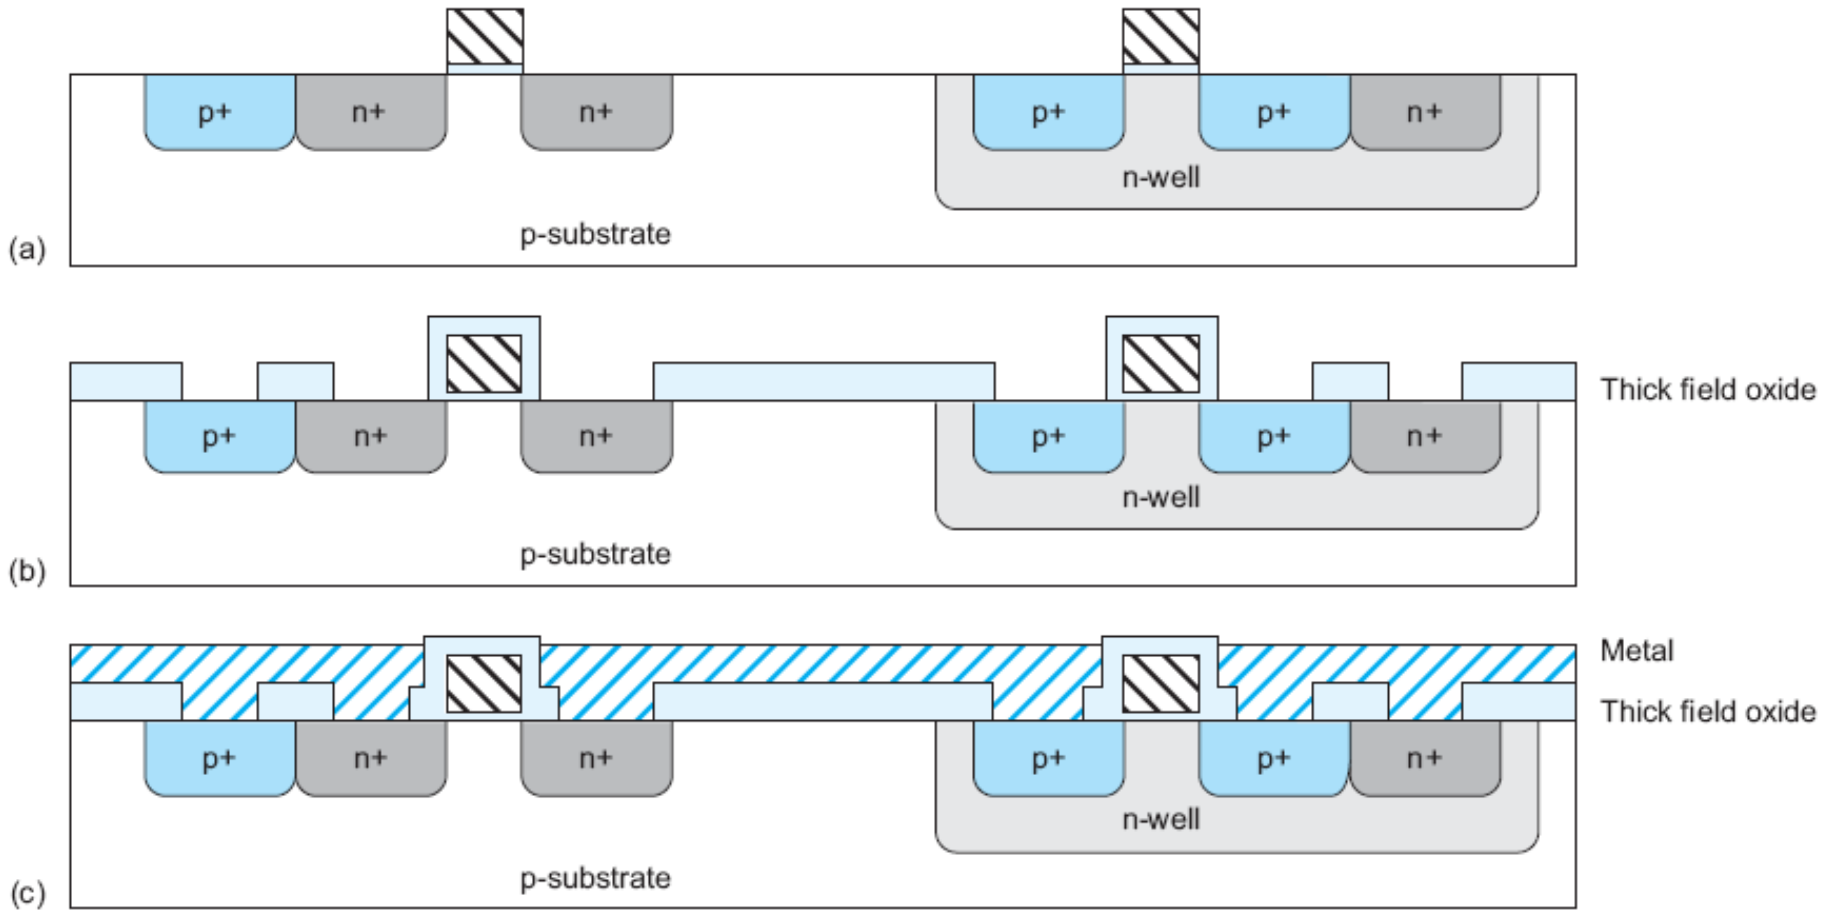 p+ n+ n+ p+ p+ n+
n-well
p-substrate
(a)
Thick field oxide
p+ n+ n+ p+ p+ n+
n-well
p-substrate
(b)
Metal
Thick field oxide
p+ n+ n+ p+ p+ n+
n-well
p-substrate
(c)